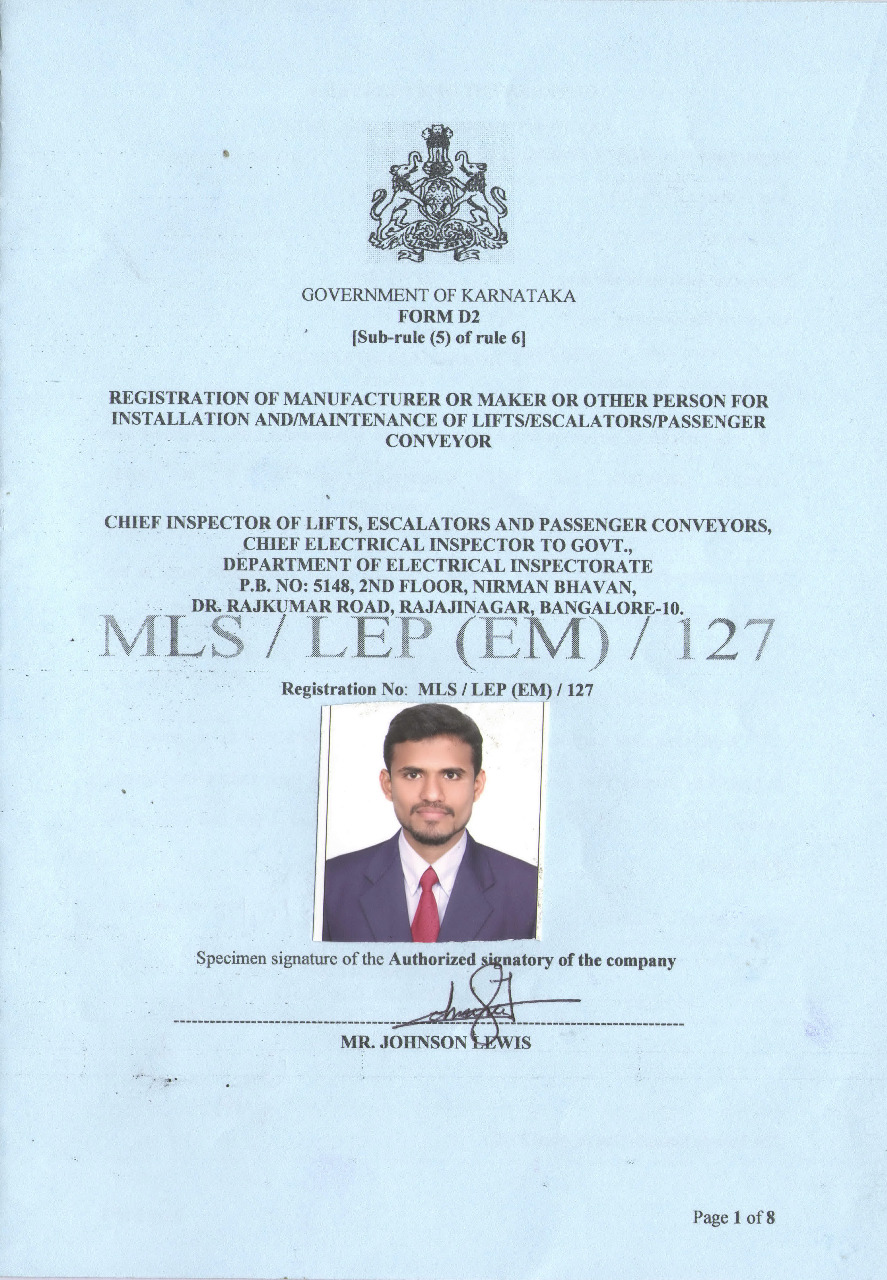 GOVERNMENT OF KARNATAKA
FORM D2
[Sub-rule (5) of rule 6]
REGISTRATION OF MANUFACTURER OR MAKER OR OTHER PERSON FOR
INSTALLATION AND/MAINTENANCE OF LIFTS/ESCALATORS/PASSENGER
CONVEYOR
CHIEF INSPECTOR OF LIFTS, ESCALATORS AND PASSENGER CONVEYORS,
CHIEF ELECTRICAL INSPECTOR TO GOVT.,
DEPARTMENT OF ELECTRICAL INSPECTORATE
P.B. NO: 5148, 2ND FLOOR, NIRMAN BHAVAN,
DR. RAJKUMAR ROAD, RAJAJINAGAR, BANGALORE-10.
MLS / LEP (EM) / 127
Registration No: MLS / LEP (EM) / 127
Specimen signature of the Authorized signatory of the company
MR. JOHNSON LEWIS
Page 1 of 8